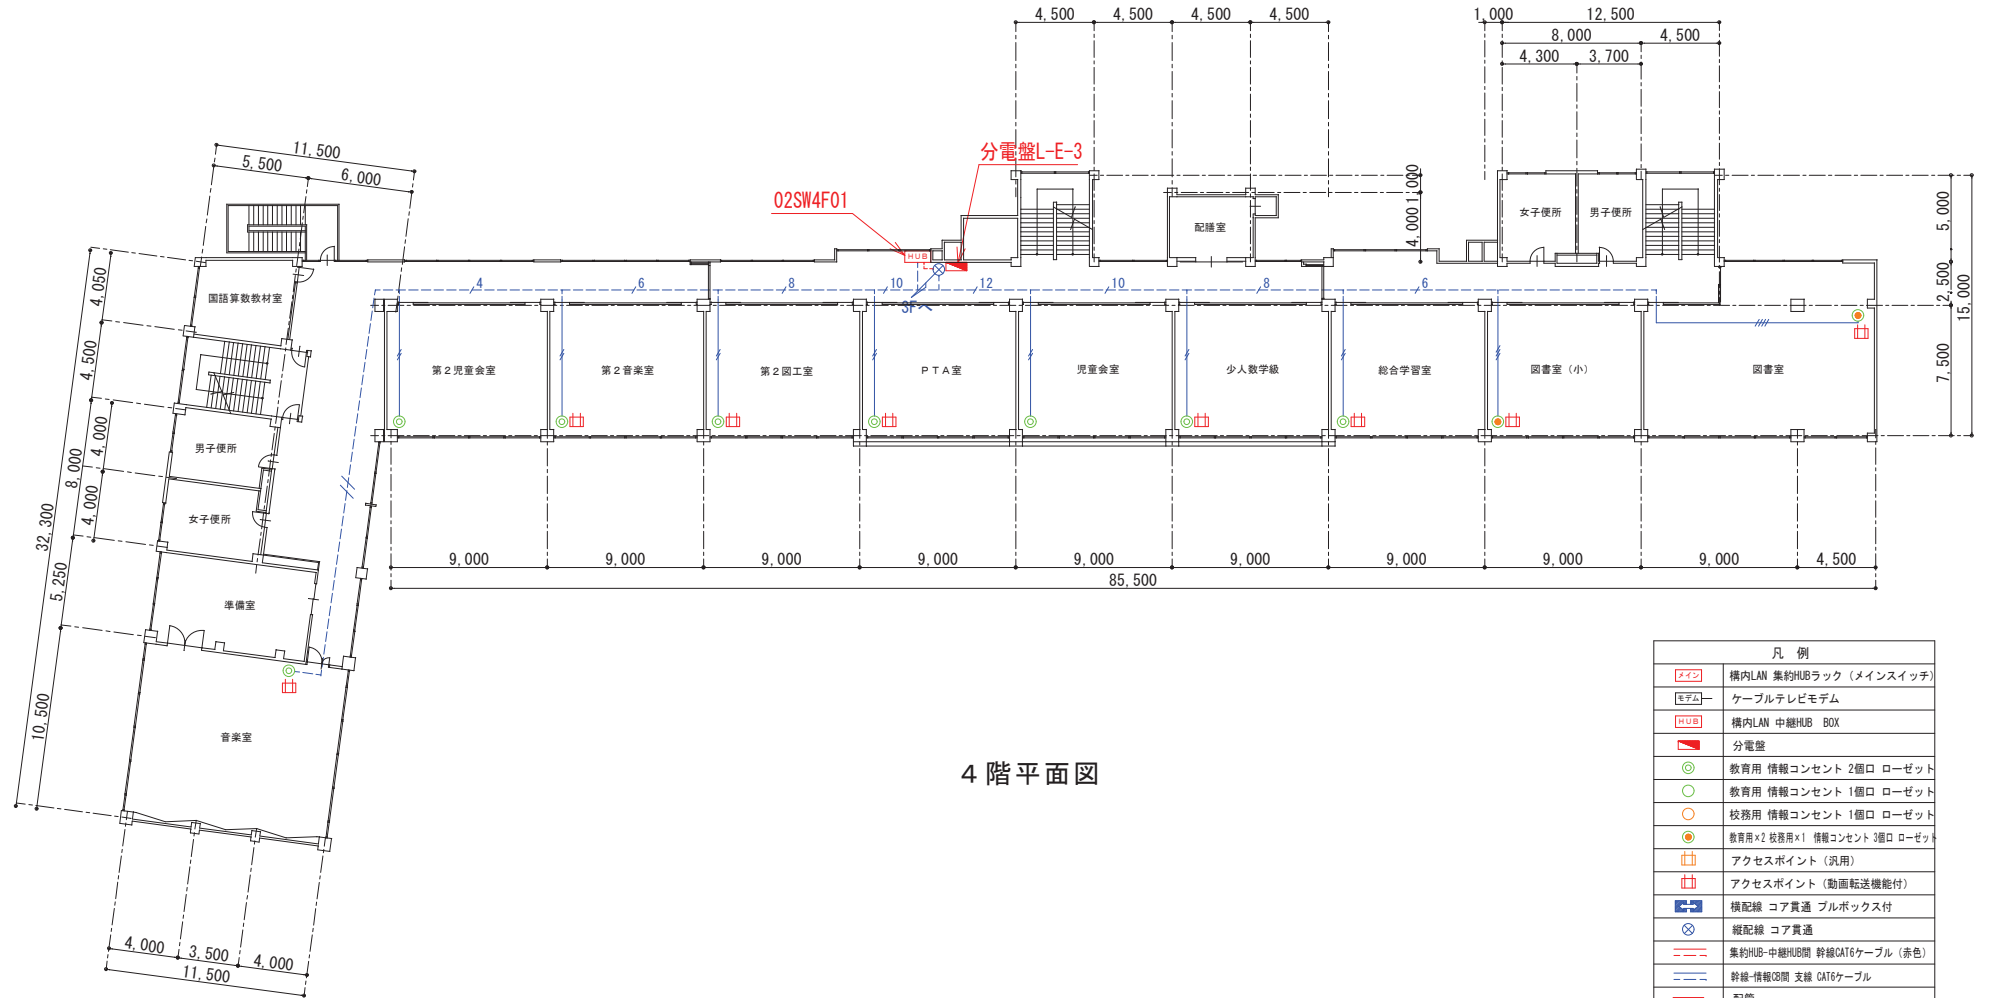 4,500 4,500 4,500 4,500
1,000 12,500
8,000 4,500
4,300 3,700
11,500
5,500 6,000
分電盤L-E-3
02SW4F01
HUB
3Fへ
1,000
4,000
5,000
2,500
15,000
7,500
配膳室
女子便所 男子便所
国語算数教材室
4 6 8 10 12 10 8 6
第2児童会室 第2音楽室 第2図工室 PTA室 児童会室 少人数学級 総合学習室 図書室(小) 図書室
4,050
4,500
4,000
8,000
4,000
32,300
5,250
10,500
男子便所
女子便所
準備室
音楽室
9,000 9,000 9,000 9,000 9,000 9,000 9,000 9,000 9,000 4,500
85,500
4,000 3,500 4,000
11,500
4階平面図
凡 例
メイン 構内LAN 集約HUBラック (メインスイッチ)
モデム ケーブルテレビモデム
HUB 構内LAN 中継HUB BOX
分電盤
教育用 情報コンセント 2個口 ローゼット
教育用 情報コンセント 1個口 ローゼット
校務用 情報コンセント 1個口 ローゼット
教育用×2 校務用×1 情報コンセント 3個口 ローゼット
アクセスポイント (汎用)
アクセスポイント (動画転送機能付)
横配線 コア貫通 プルボックス付
縦配線 コア貫通
集約HUB-中継HUB間 幹線CAT6ケーブル (赤色)
幹線-情報CB間 支線 CAT6ケーブル